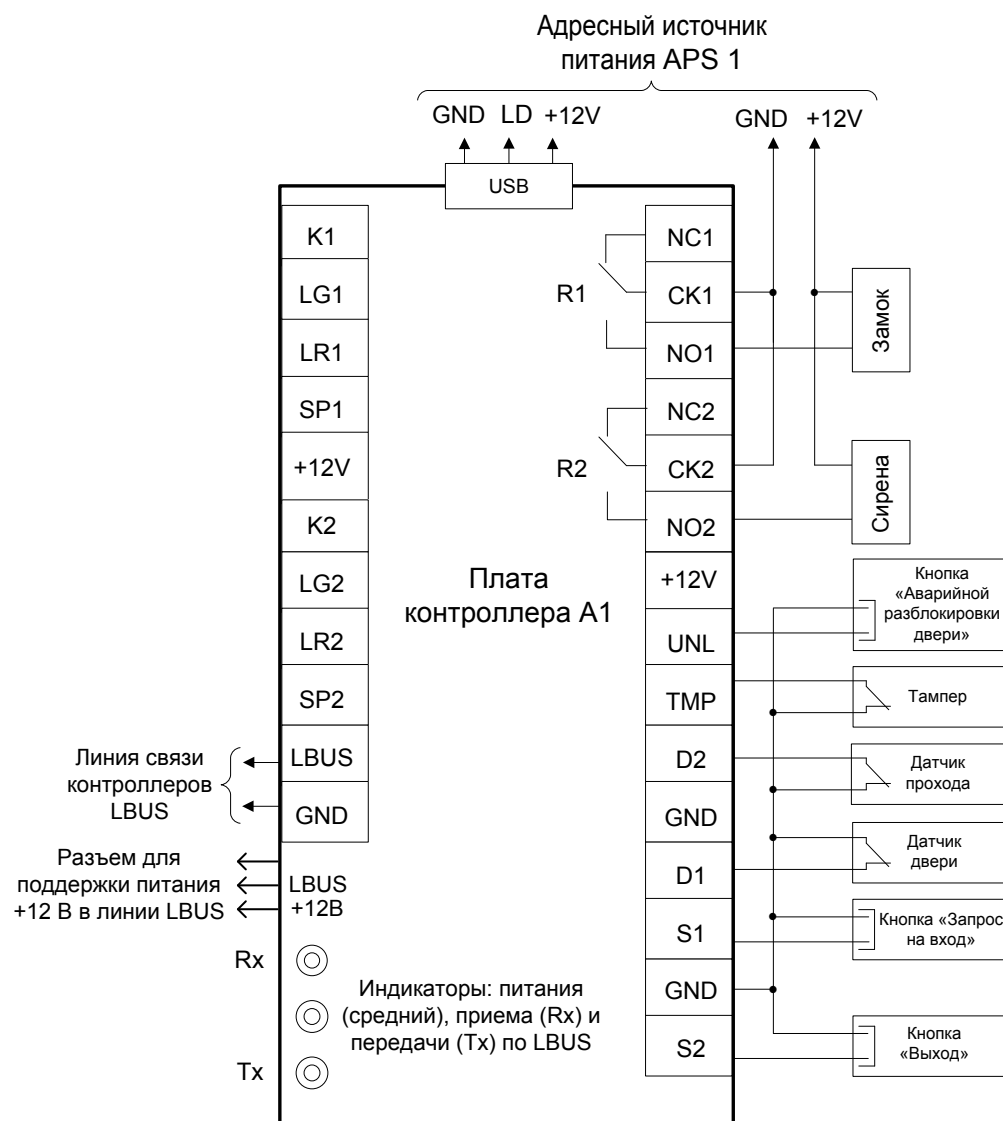 Адресный источник
питания APS 1
GND LD +12V
GND +12V
USB
K1
LG1
LR1
SP1
+12V
K2
LG2
LR2
SP2
LBUS
GND
R1
R2
NC1
CK1
NO1
NC2
CK2
NO2
+12V
UNL
TMP
D2
GND
D1
S1
GND
S2
Плата
контроллера А1
Замок
Сирена
Кнопка
«Аварийной
разблокировки
двери»
Тампер
Датчик
прохода
Датчик
двери
Кнопка «Запрос
на вход»
Кнопка
«Выход»
Линия связи
контроллеров
LBUS
Разъем для
поддержки питания
+12 В в линии LBUS
LBUS
+12В
Rx
Tx
Индикаторы: питания
(средний), приема (Rx) и
передачи (Tx) по LBUS